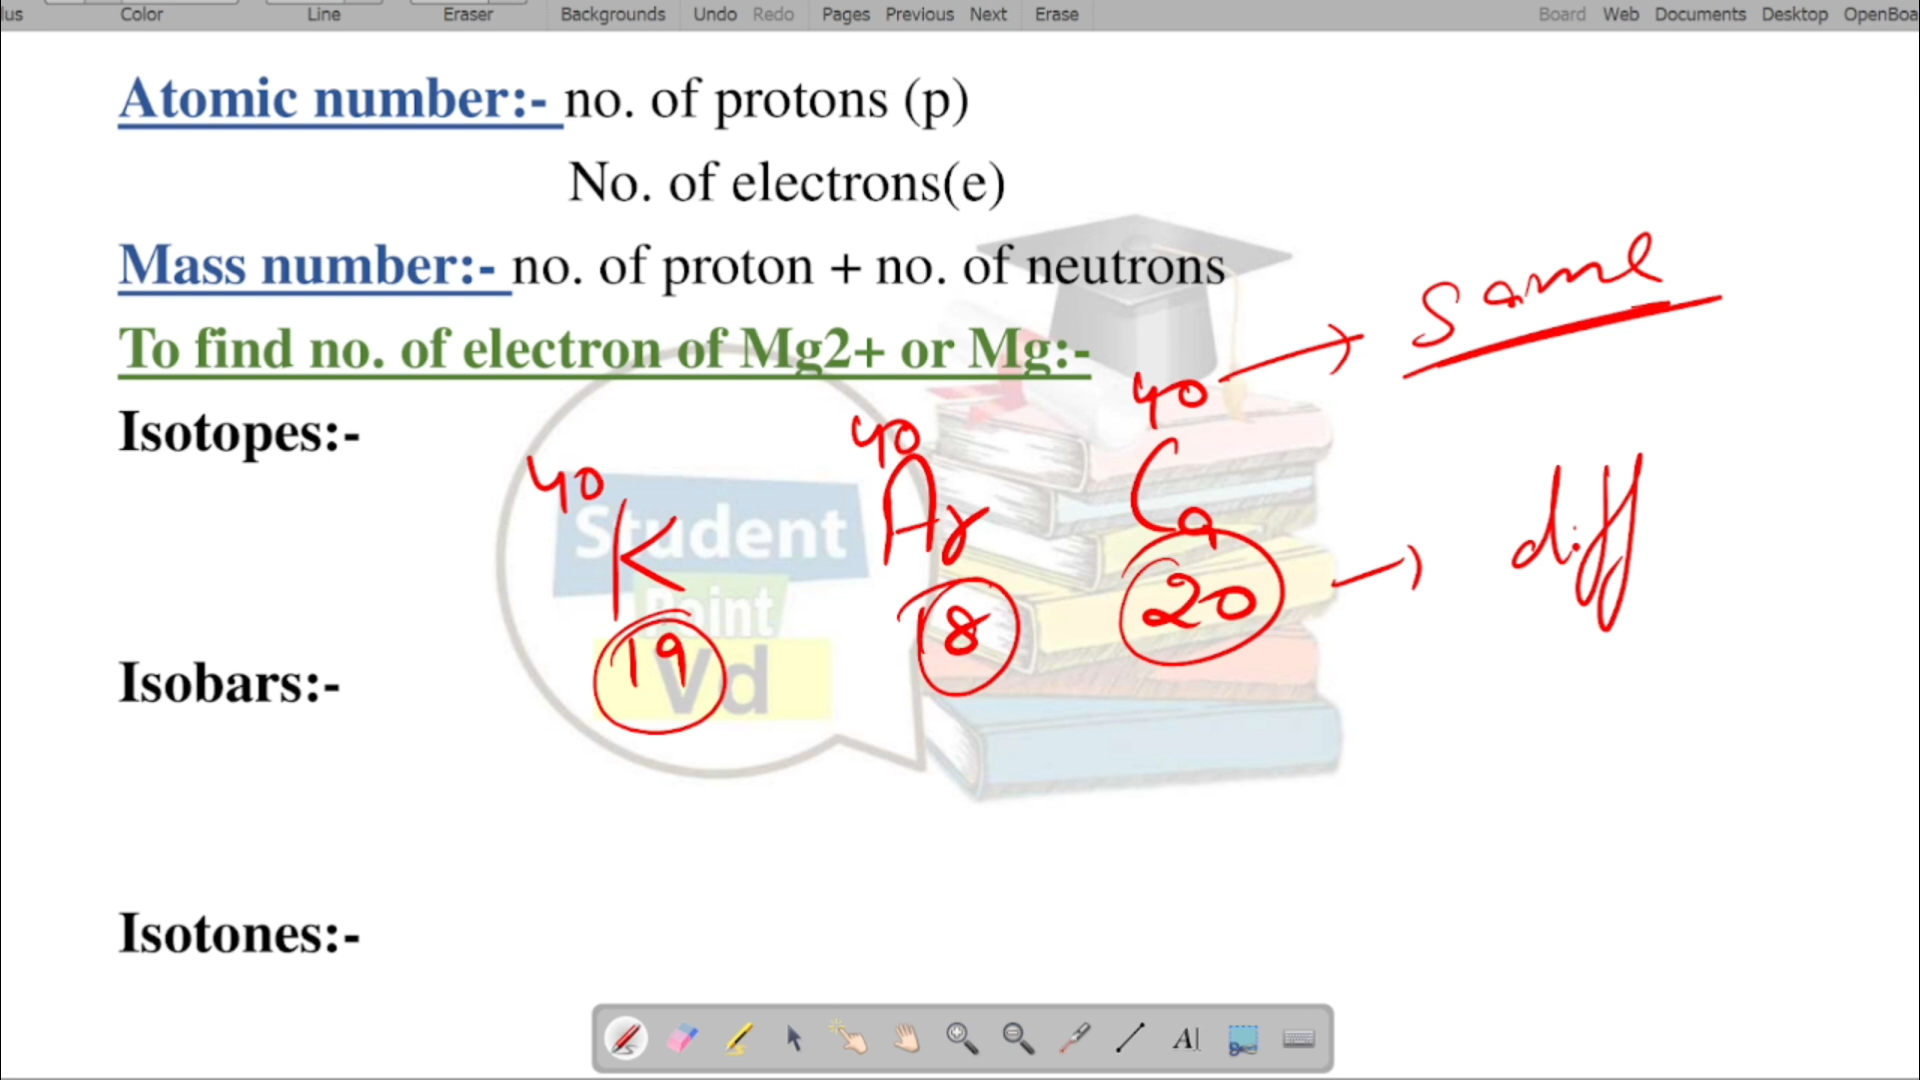 lus Color Line Eraser Backgrounds Undo Redo Pages Previous Next Erase Board Web Documents Desktop OpenBoa
Atomic number:- no. of protons (p)
No. of electrons(e)
Mass number:- no. of proton + no. of neutrons
same
To find no. of electron of Mg2+ or Mg:-
40 40 40
Isotopes:-
K Ar Ca diff
Student
Point
19 18 20
Vd
Isobars:-
Isotones:-
A